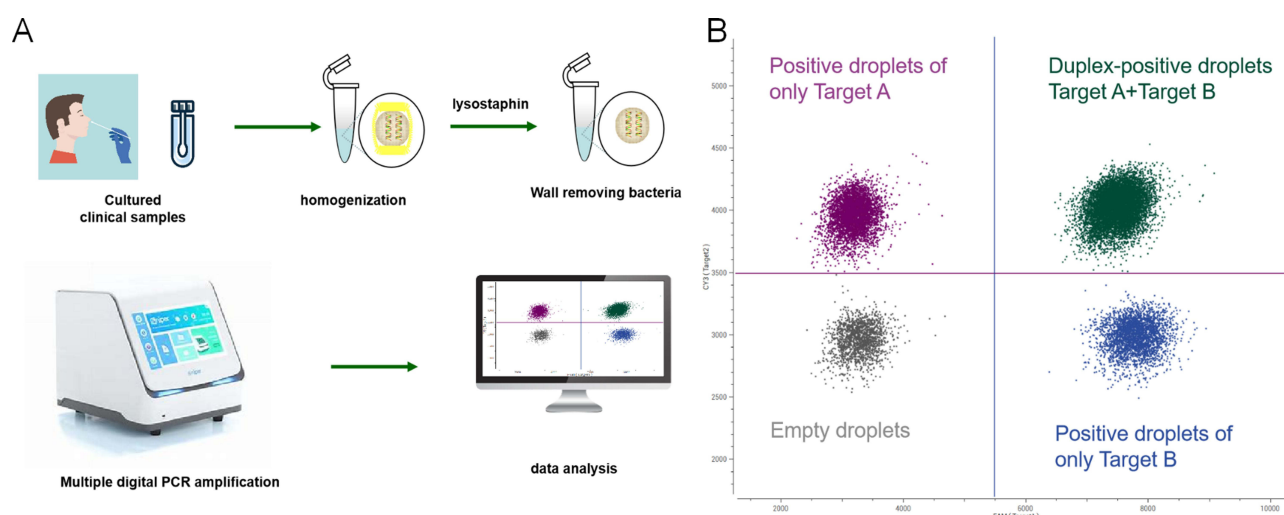 A
B
Cultured
clinical samples
homogenization
lysostaphin
Wall removing bacteria
Multiple digital PCR amplification
data analysis
Positive droplets of
only Target A
Duplex-positive droplets
Target A+Target B
Empty droplets
Positive droplets of
only Target B
CY3 (Target2)
5000
4500
4000
3500
3000
2500
2000
2000
4000
6000
8000
10000